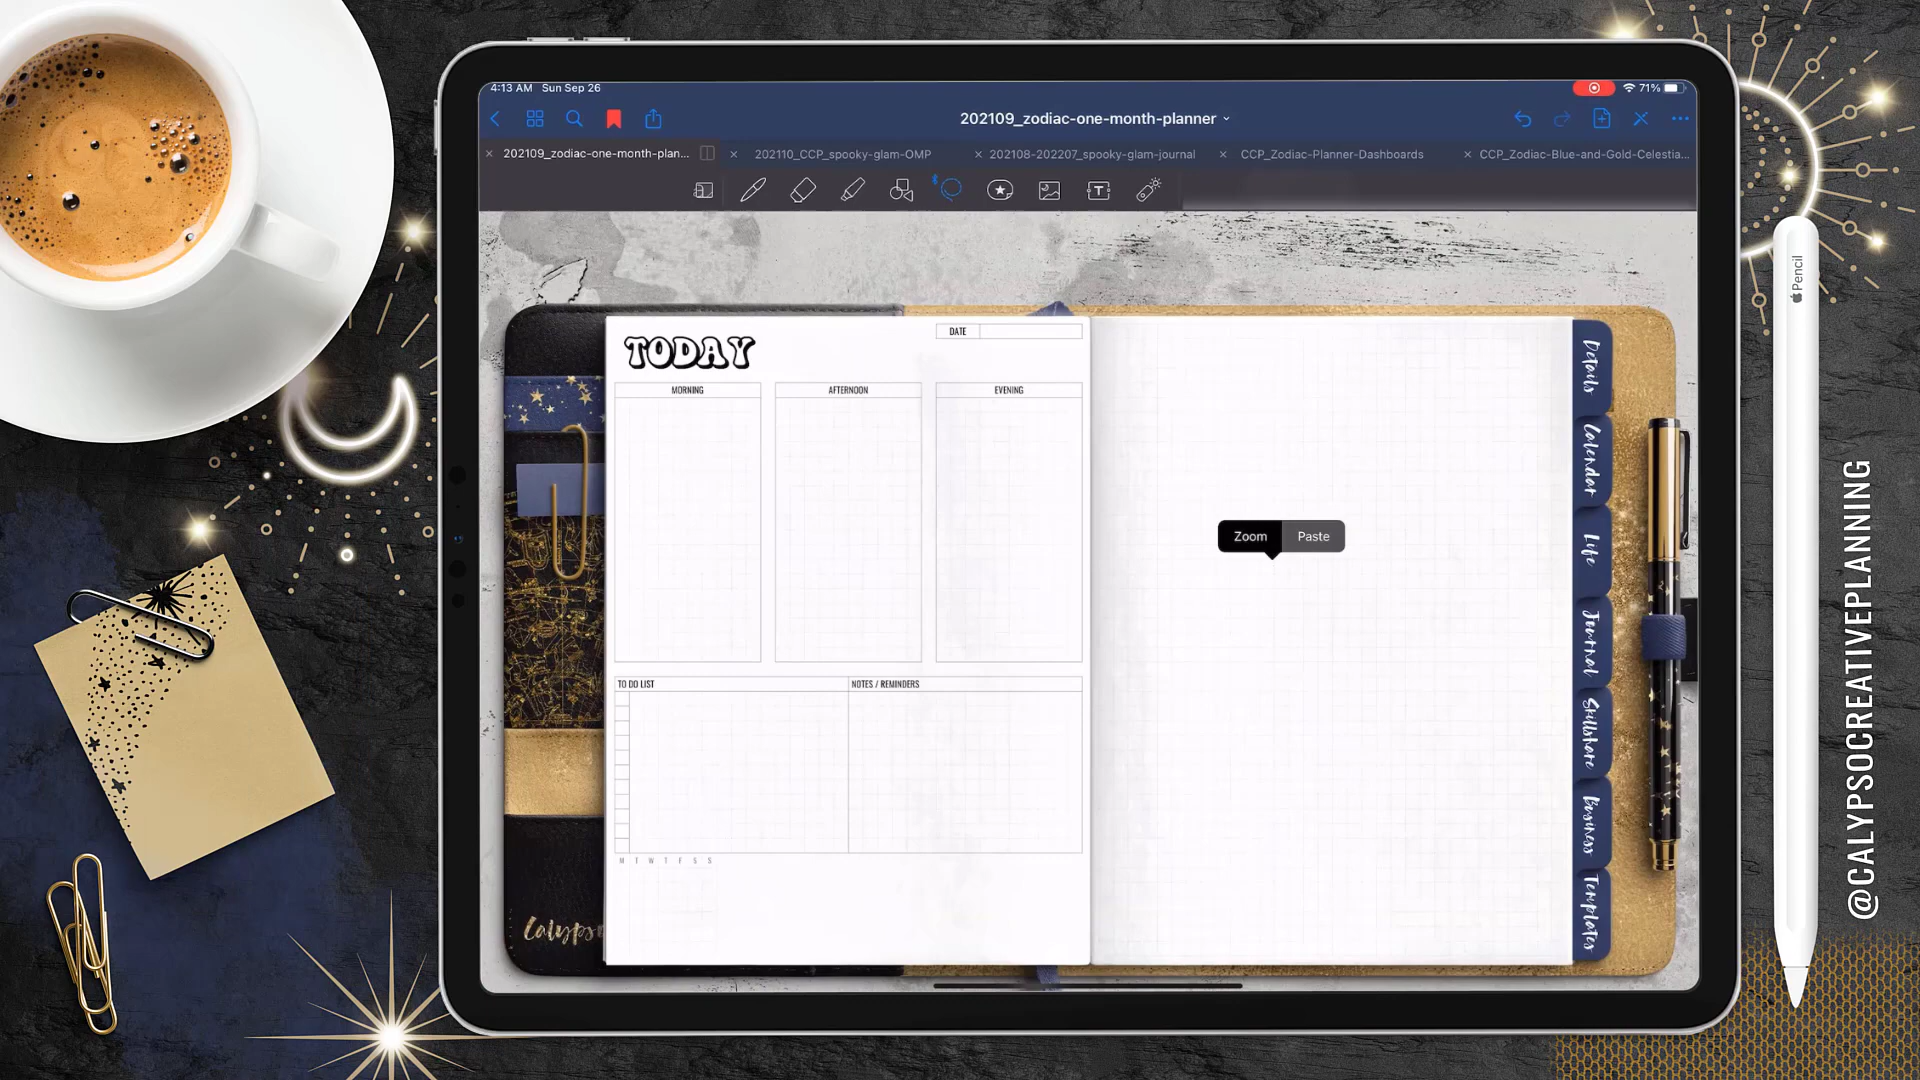 4:13 AM Sun Sep 26
71%
202109_zodiac-one-month-planner
202109_zodiac-one-month-plan...
202110_CCP_spooky-glam-OMP
202108-202207_spooky-glam-journal
CCP_Zodiac-Planner-Dashboards
CCP_Zodiac-Blue-and-Gold-Celestia...
TODAY
DATE
MORNING
AFTERNOON
EVENING
TO DO LIST
NOTES / REMINDERS
M T W T F S S
Zoom
Paste
Details
Calendar
Life
Journal
Skillshare
Business
Templates
Calypso
Pencil
@CALYPSOCREATIVEPLANNING